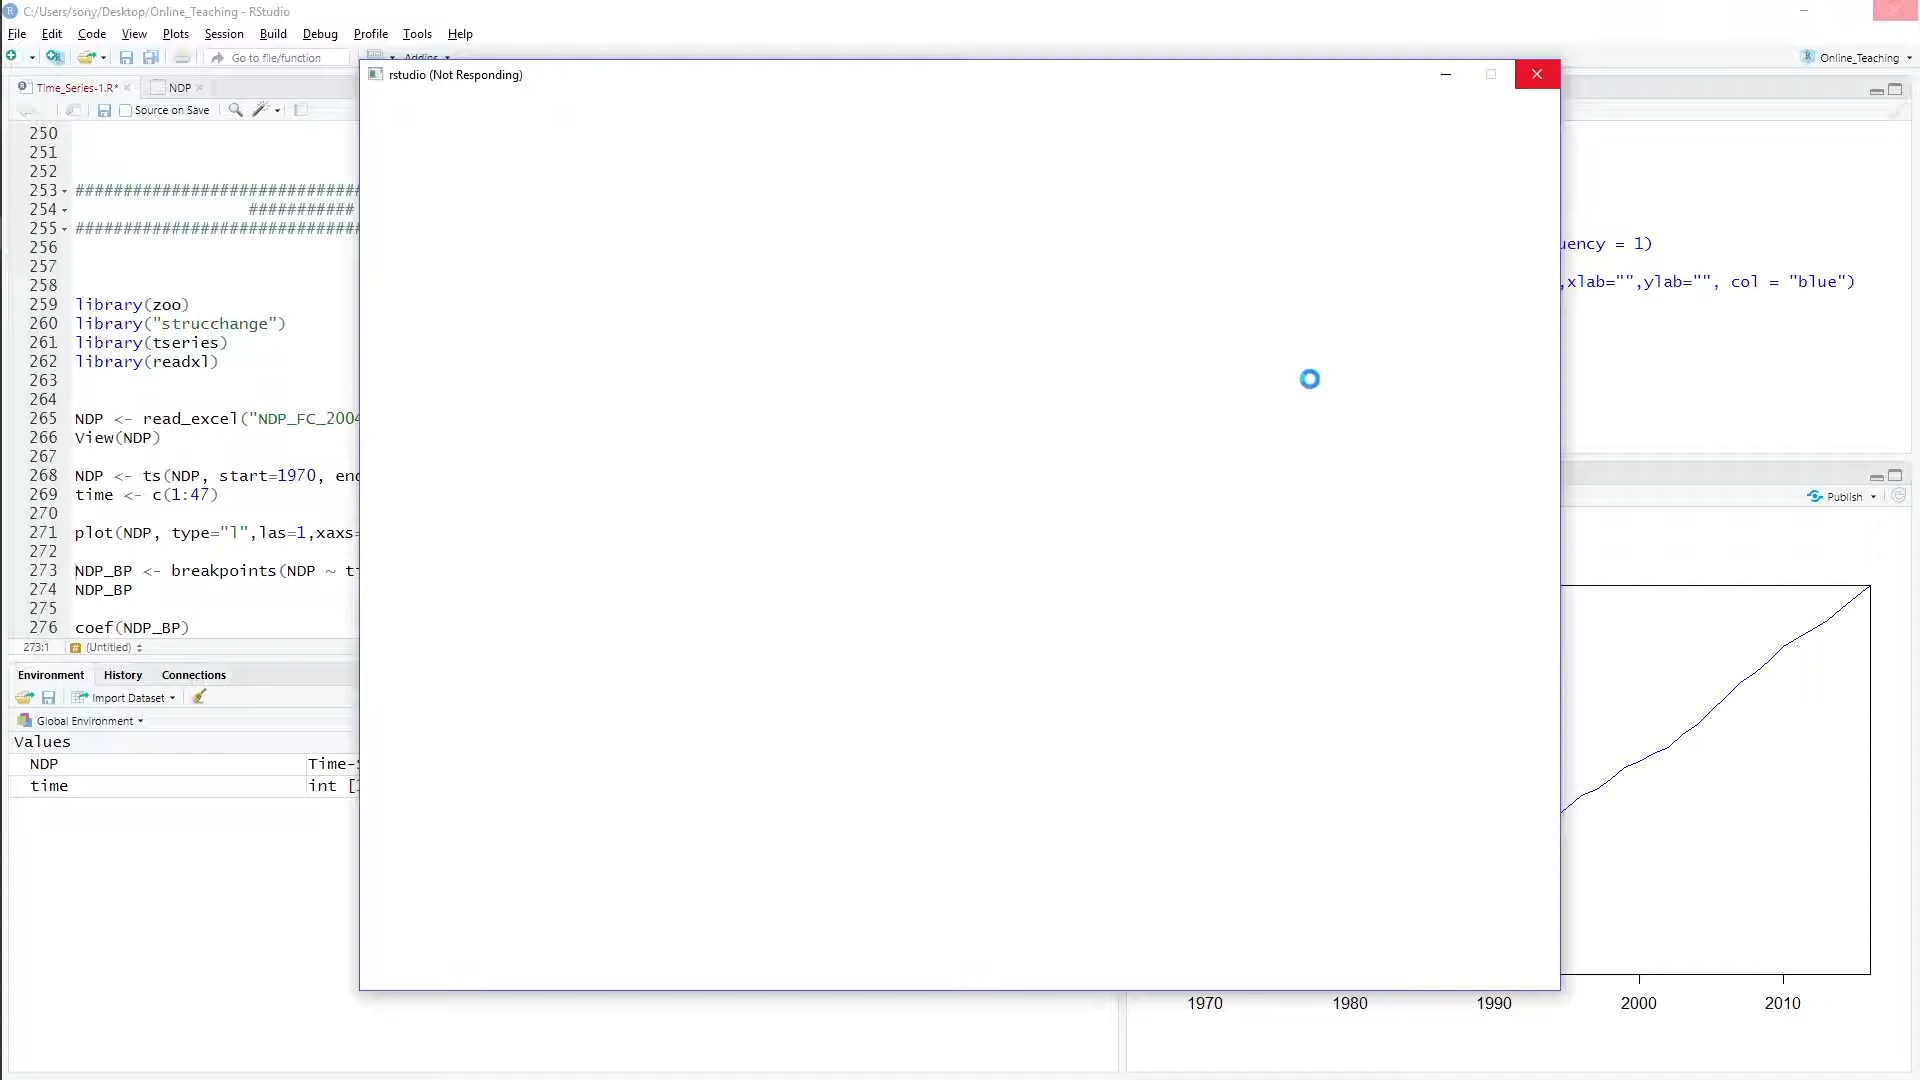 C:/Users/sony/Desktop/Online_Teaching - RStudio
File Edit Code View Plots Session Build Debug Profile Tools Help
Go to file/function
Addins
Online_Teaching
rstudio (Not Responding)
Time_Series-1.R*
NDP
Source on Save
250
251
252
253 ##############################
254 ###########
255 ##############################
256
257
258
259 library(zoo)
260 library("strucchange")
261 library(tseries)
262 library(readxl)
263
264
265 NDP <- read_excel("NDP_FC_2004
266 View(NDP)
267
268 NDP <- ts(NDP, start=1970, end
269 time <- c(1:47)
270
271 plot(NDP, type="l",las=1,xaxs=
272
273 NDP_BP <- breakpoints(NDP ~ ti
274 NDP_BP
275
276 coef(NDP_BP)
273:1 (Untitled)
Environment History Connections
Import Dataset
Global Environment
Values
NDP Time-S
time int [
uency = 1)
,xlab="",ylab="", col = "blue")
Publish
1970 1980 1990 2000 2010